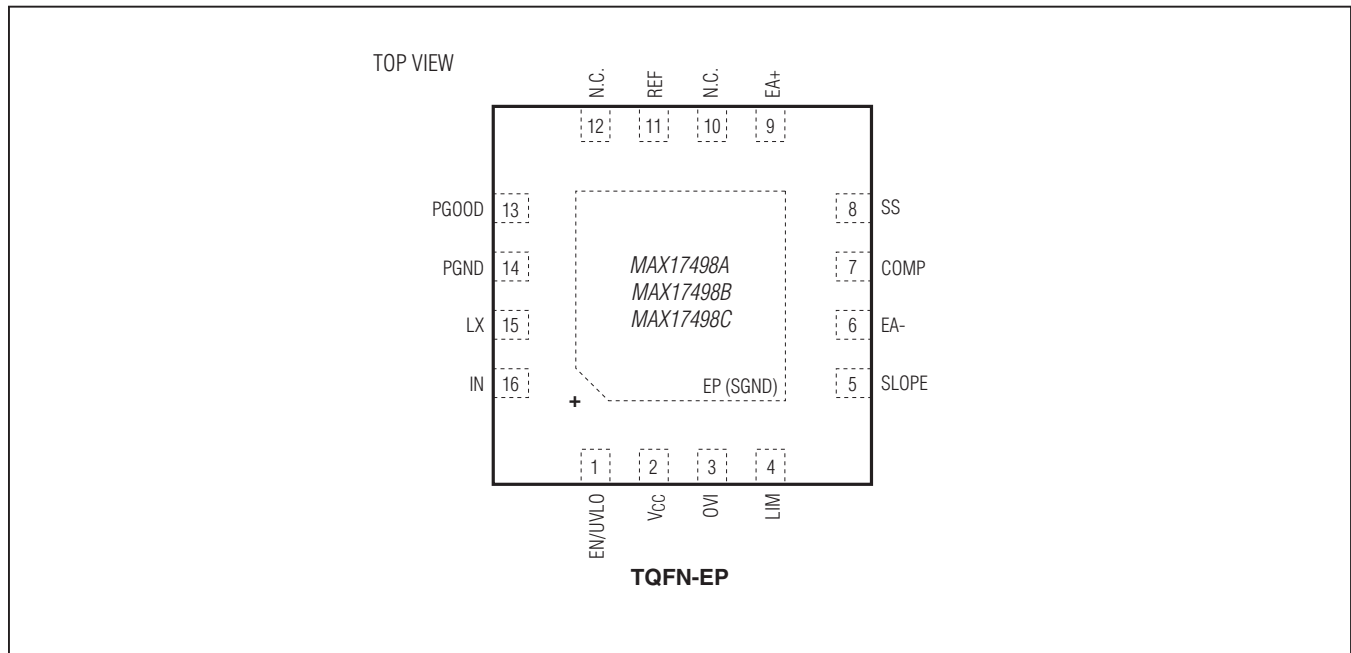 TOP VIEW
N.C.
REF
N.C.
EA+
12
11
10
9
PGOOD 13
8 SS
PGND 14
7 COMP
LX 15
6 EA-
IN 16
5 SLOPE
MAX17498A
MAX17498B
MAX17498C
EP (SGND)
+
1
2
3
4
EN/UVLO
VCC
OVI
LIM
TQFN-EP